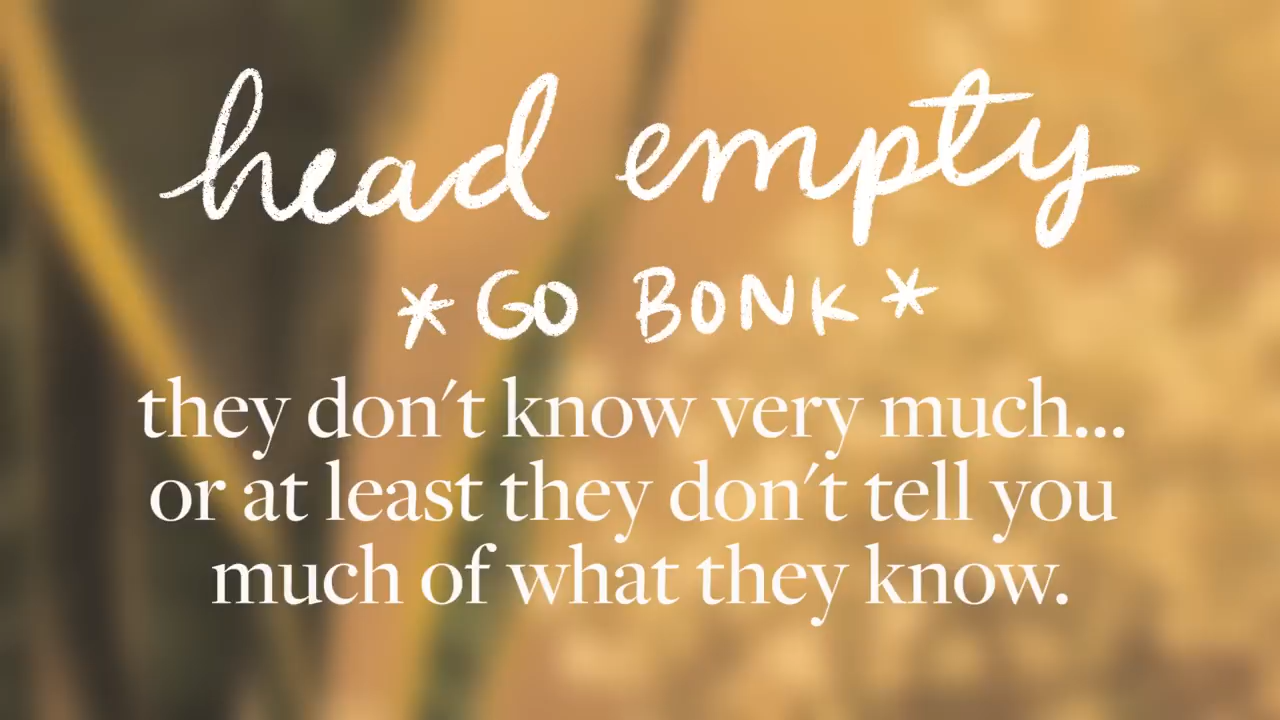 head empty
*GO BONK*
they don't know very much...
or at least they don't tell you
much of what they know.